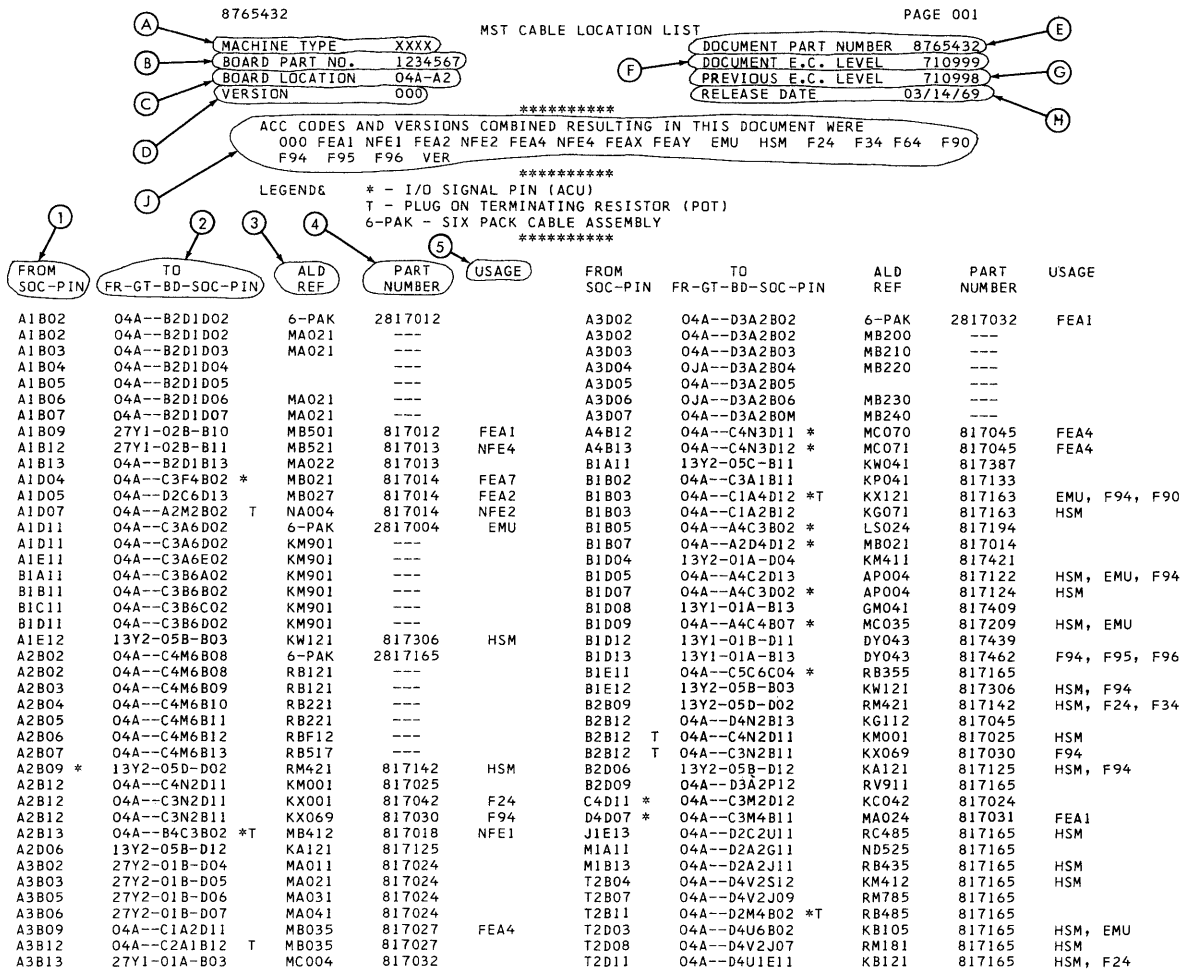 8765432 PAGE 001
MST CABLE LOCATION LIST
A MACHINE TYPE XXXX
B BOARD PART NO. 1234567
C BOARD LOCATION 04A-A2
D VERSION 000
DOCUMENT PART NUMBER 8765432 E
F DOCUMENT E.C. LEVEL 710999
PREVIOUS E.C. LEVEL 710998 G
RELEASE DATE 03/14/69 H
**********
ACC CODES AND VERSIONS COMBINED RESULTING IN THIS DOCUMENT WERE
000 FEA1 NFE1 FEA2 NFE2 FEA4 NFE4 FEAX FEAY EMU HSM F24 F34 F64 F90
F94 F95 F96 VER
J
**********
LEGEND& * - I/O SIGNAL PIN (ACU)
T - PLUG ON TERMINATING RESISTOR (POT)
6-PAK - SIX PACK CABLE ASSEMBLY
**********
1 2 3 4 5
FROM TO ALD PART USAGE
SOC-PIN FR-GT-BD-SOC-PIN REF NUMBER
A1B02 04A--B2D1D02 6-PAK 2817012
A1B02 04A--B2D1D02 MA021 ---
A1B03 04A--B2D1D03 MA021 ---
A1B04 04A--B2D1D04 ---
A1B05 04A--B2D1D05 ---
A1B06 04A--B2D1D06 MA021 ---
A1B07 04A--B2D1D07 MA021 ---
A1B09 27Y1-02B-B10 MB501 817012 FEA1
A1B12 27Y1-02B-B11 MB521 817013 NFE4
A1B13 04A--B2D1B13 MA022 817013
A1D04 04A--C3F4B02 * MB021 817014 FEA7
A1D05 04A--D2C6D13 MB027 817014 FEA2
A1D07 04A--A2M2B02 T NA004 817014 NFE2
A1D11 04A--C3A6D02 6-PAK 2817004 EMU
A1D11 04A--C3A6D02 KM901 ---
A1E11 04A--C3A6E02 KM901 ---
B1A11 04A--C3B6A02 KM901 ---
B1B11 04A--C3B6B02 KM901 ---
B1C11 04A--C3B6C02 KM901 ---
B1D11 04A--C3B6D02 KM901 ---
A1E12 13Y2-05B-B03 KW121 817306 HSM
A2B02 04A--C4M6B08 6-PAK 2817165
A2B02 04A--C4M6B08 RB121 ---
A2B03 04A--C4M6B09 RB121 ---
A2B04 04A--C4M6B10 RB221 ---
A2B05 04A--C4M6B11 RB221 ---
A2B06 04A--C4M6B12 RBF12 ---
A2B07 04A--C4M6B13 RB517 ---
A2B09 * 13Y2-05D-D02 RM421 817142 HSM
A2B12 04A--C4N2D11 KM001 817025
A2B12 04A--C3N2D11 KX001 817042 F24
A2B12 04A--C3N2B11 KX069 817030 F94
A2B13 04A--B4C3B02 *T MB412 817018 NFE1
A2D06 13Y2-05B-D12 KA121 817125
A3B02 27Y2-01B-D04 MA011 817024
A3B03 27Y2-01B-D05 MA021 817024
A3B05 27Y2-01B-D06 MA031 817024
A3B06 27Y2-01B-D07 MA041 817024
A3B09 04A--C1A2D11 MB035 817027 FEA4
A3B12 04A--C2A1B12 T MB035 817027
A3B13 27Y1-01A-B03 MC004 817032
FROM TO ALD PART USAGE
SOC-PIN FR-GT-BD-SOC-PIN REF NUMBER
A3D02 04A--D3A2B02 6-PAK 2817032 FEA1
A3D02 04A--D3A2B02 MB200 ---
A3D03 04A--D3A2B03 MB210 ---
A3D04 OJA--D3A2B04 MB220 ---
A3D05 04A--D3A2B05 ---
A3D06 OJA--D3A2B06 MB230 ---
A3D07 04A--D3A2B0M MB240 ---
A4B12 04A--C4N3D11 * MC070 817045 FEA4
A4B13 04A--C4N3D12 * MC071 817045 FEA4
B1A11 13Y2-05C-B11 KW041 817387
B1B02 04A--C3A1B11 KP041 817133
B1B03 04A--C1A4D12 *T KX121 817163 EMU, F94, F90
B1B03 04A--C1A2B12 KG071 817163 HSM
B1B05 04A--A4C3B02 * LS024 817194
B1B07 04A--A2D4D12 * MB021 817014
B1D04 13Y2-01A-D04 KM411 817421
B1D05 04A--A4C2D13 AP004 817122 HSM, EMU, F94
B1D07 04A--A4C3D02 * AP004 817124 HSM
B1D08 13Y1-01A-B13 GM041 817409
B1D09 04A--A4C4B07 * MC035 817209 HSM, EMU
B1D12 13Y1-01B-D11 DY043 817439
B1D13 13Y1-01A-B13 DY043 817462 F94, F95, F96
B1E11 04A--C5C6C04 * RB355 817165
B1E12 13Y2-05B-B03 KW121 817306 HSM, F94
B2B09 13Y2-05D-D02 RM421 817142 HSM, F24, F34
B2B12 04A--D4N2B13 KG112 817045
B2B12 T 04A--C4N2D11 KM001 817025 HSM
B2B12 T 04A--C3N2B11 KX069 817030 F94
B2D06 13Y2-05B-D12 KA121 817125 HSM, F94
B2D09 04A--D3A2P12 RV911 817165
C4D11 * 04A--C3M2D12 KC042 817024
D4D07 * 04A--C3M4B11 MA024 817031 FEA1
J1E13 04A--D2C2U11 RC485 817165 HSM
M1A11 04A--D2A2G11 ND525 817165
M1B13 04A--D2A2J11 RB435 817165 HSM
T2B04 04A--D4V2S12 KM412 817165 HSM
T2B07 04A--D4V2J09 RM785 817165
T2B11 04A--D2M4B02 *T RB485 817165
T2D03 04A--D4U6B02 KB105 817165 HSM, EMU
T2D08 04A--D4V2J07 RM181 817165 HSM
T2D11 04A--D4U1E11 KB121 817165 HSM, F24